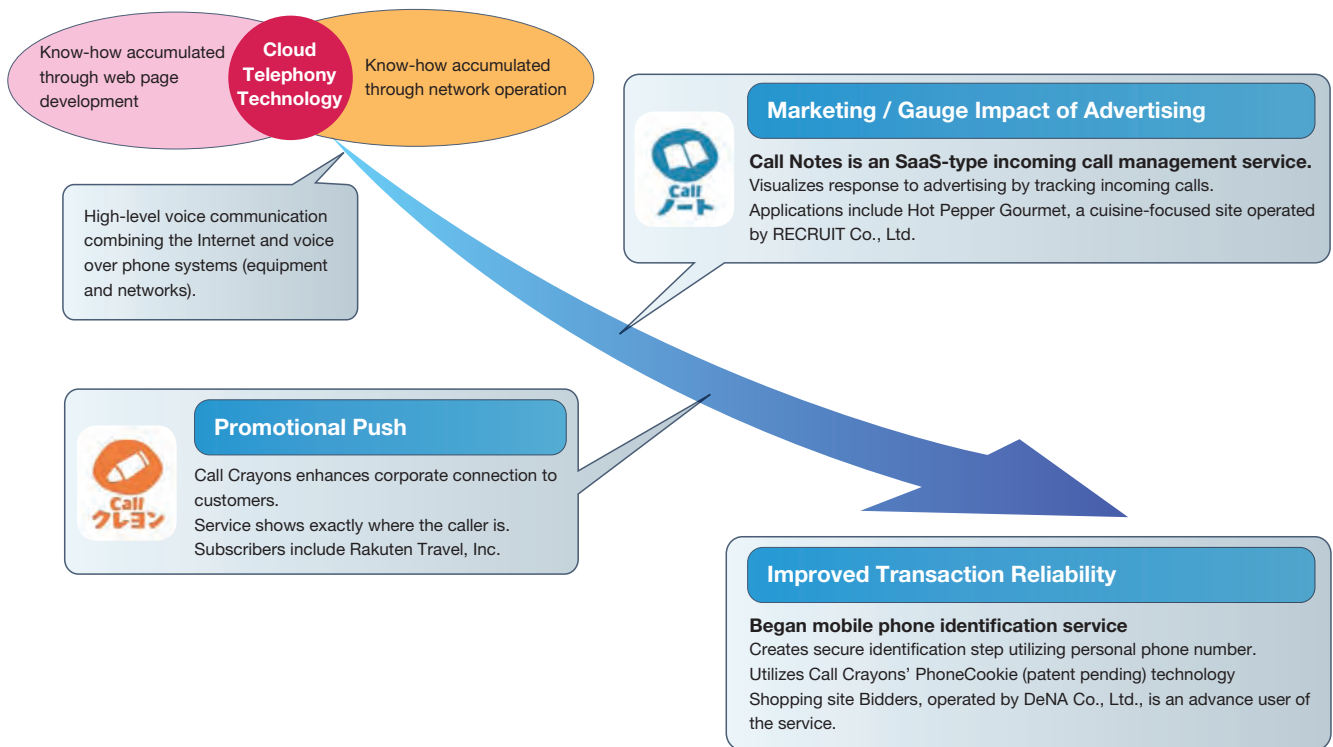 Know-how accumulated
through web page
development
Cloud
Telephony
Technology
Know-how accumulated
through network operation
High-level voice communication
combining the Internet and voice
over phone systems (equipment
and networks).
Marketing / Gauge Impact of Advertising
Call
ノート
Call Notes is an SaaS-type incoming call management service.
Visualizes response to advertising by tracking incoming calls.
Applications include Hot Pepper Gourmet, a cuisine-focused site operated
by RECRUIT Co., Ltd.
Promotional Push
Call
クレヨン
Call Crayons enhances corporate connection to
customers.
Service shows exactly where the caller is.
Subscribers include Rakuten Travel, Inc.
Improved Transaction Reliability
Began mobile phone identification service
Creates secure identification step utilizing personal phone number.
Utilizes Call Crayons’ PhoneCookie (patent pending) technology
Shopping site Bidders, operated by DeNA Co., Ltd., is an advance user of
the service.